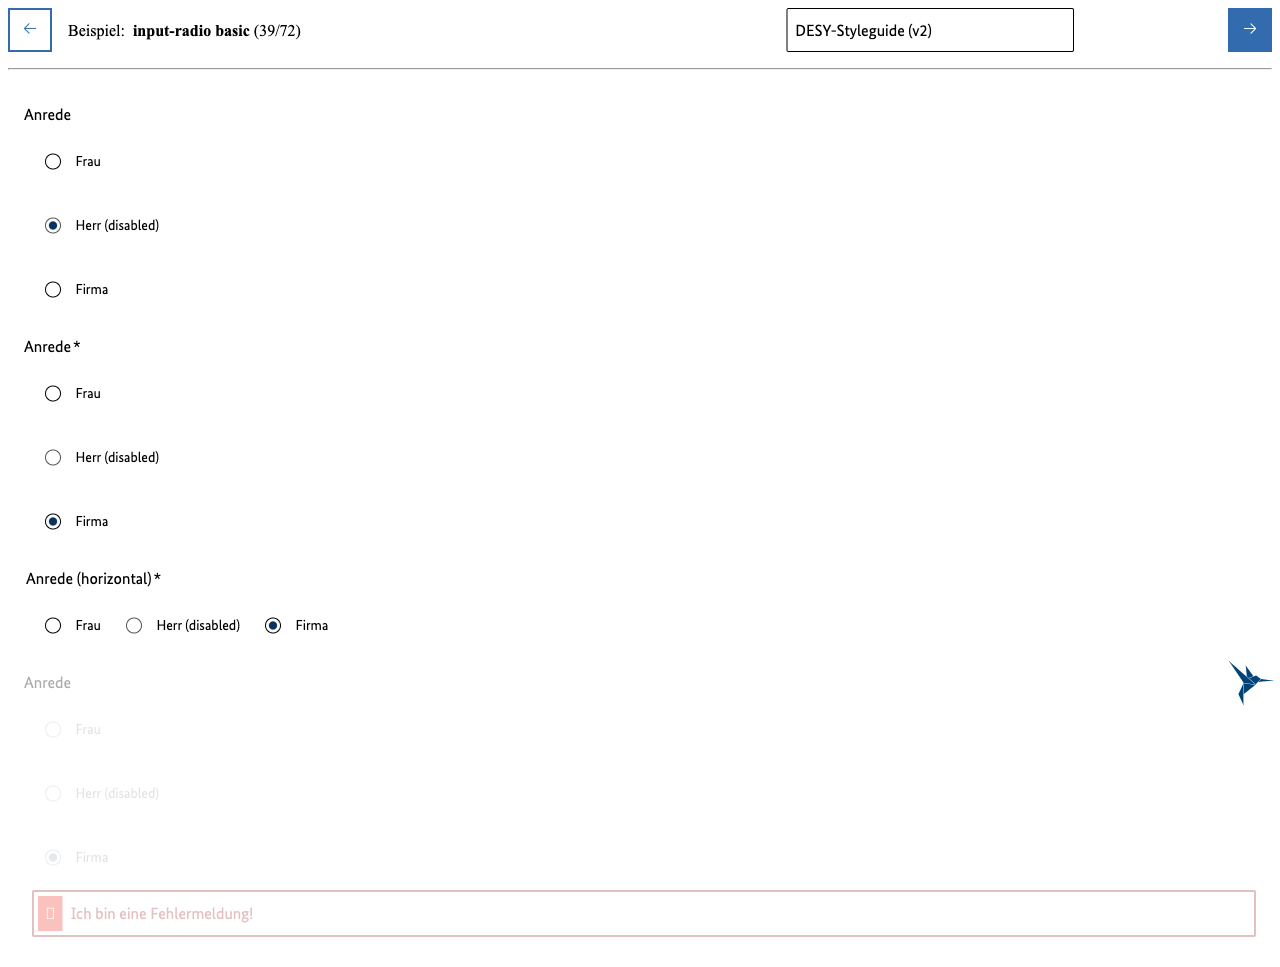 Beispiel: input-radio basic (39/72)
DESY-Styleguide (v2)
Anrede
Frau
Herr (disabled)
Firma
Anrede*
Frau
Herr (disabled)
Firma
Anrede (horizontal)*
Frau Herr (disabled) Firma
Anrede
Frau
Herr (disabled)
Firma
Ich bin eine Fehlermeldung!